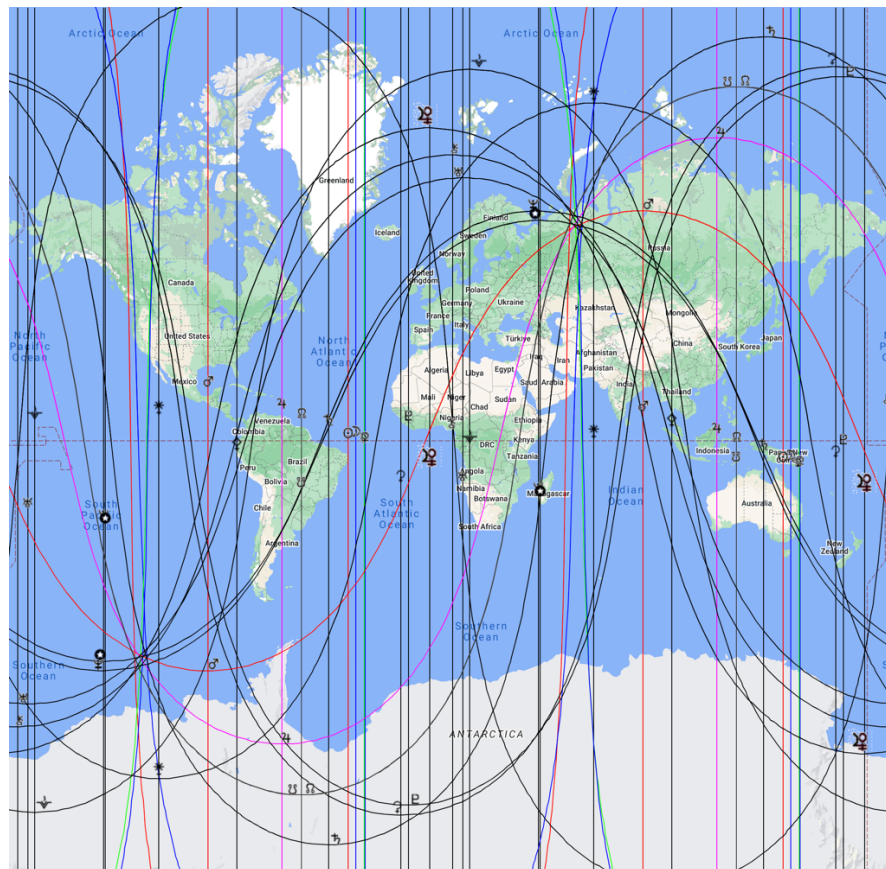 Arctic Ocean
Arctic Ocean
Greenland
Iceland
Finland
Sweden
Norway
Russia
Canada
United
Kingdom
Poland
Germany
Ukraine
France
Kazakhstan
Mongolia
North
Pacific
Ocean
United States
North
Atlantic
Ocean
Spain
Italy
Türkiye
Afghanistan
China
South Korea
Japan
Iraq
Iran
Pakistan
Mexico
Algeria
Libya
Egypt
Saudi Arabia
India
Thailand
Mali
Niger
Chad
Sudan
Nigeria
Ethiopia
Venezuela
Colombia
DRC
Kenya
Tanzania
Indonesia
Papua New
Guinea
Peru
Brazil
Bolivia
Angola
Namibia
Botswana
Madagascar
Indian
Ocean
Australia
South
Pacific
Ocean
Chile
South
Atlantic
Ocean
South Africa
Argentina
New
Zealand
Southern
Ocean
Southern
Ocean
ANTARCTICA